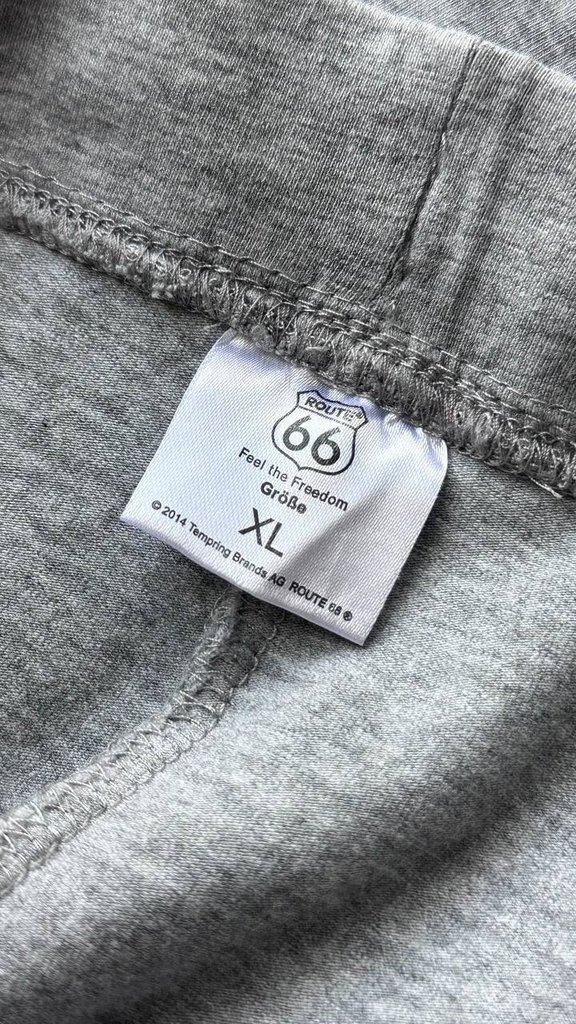 ROUTE®
66
Feel the Freedom
Größe
XL
© 2014 Tempring Brands AG ROUTE 66 ®